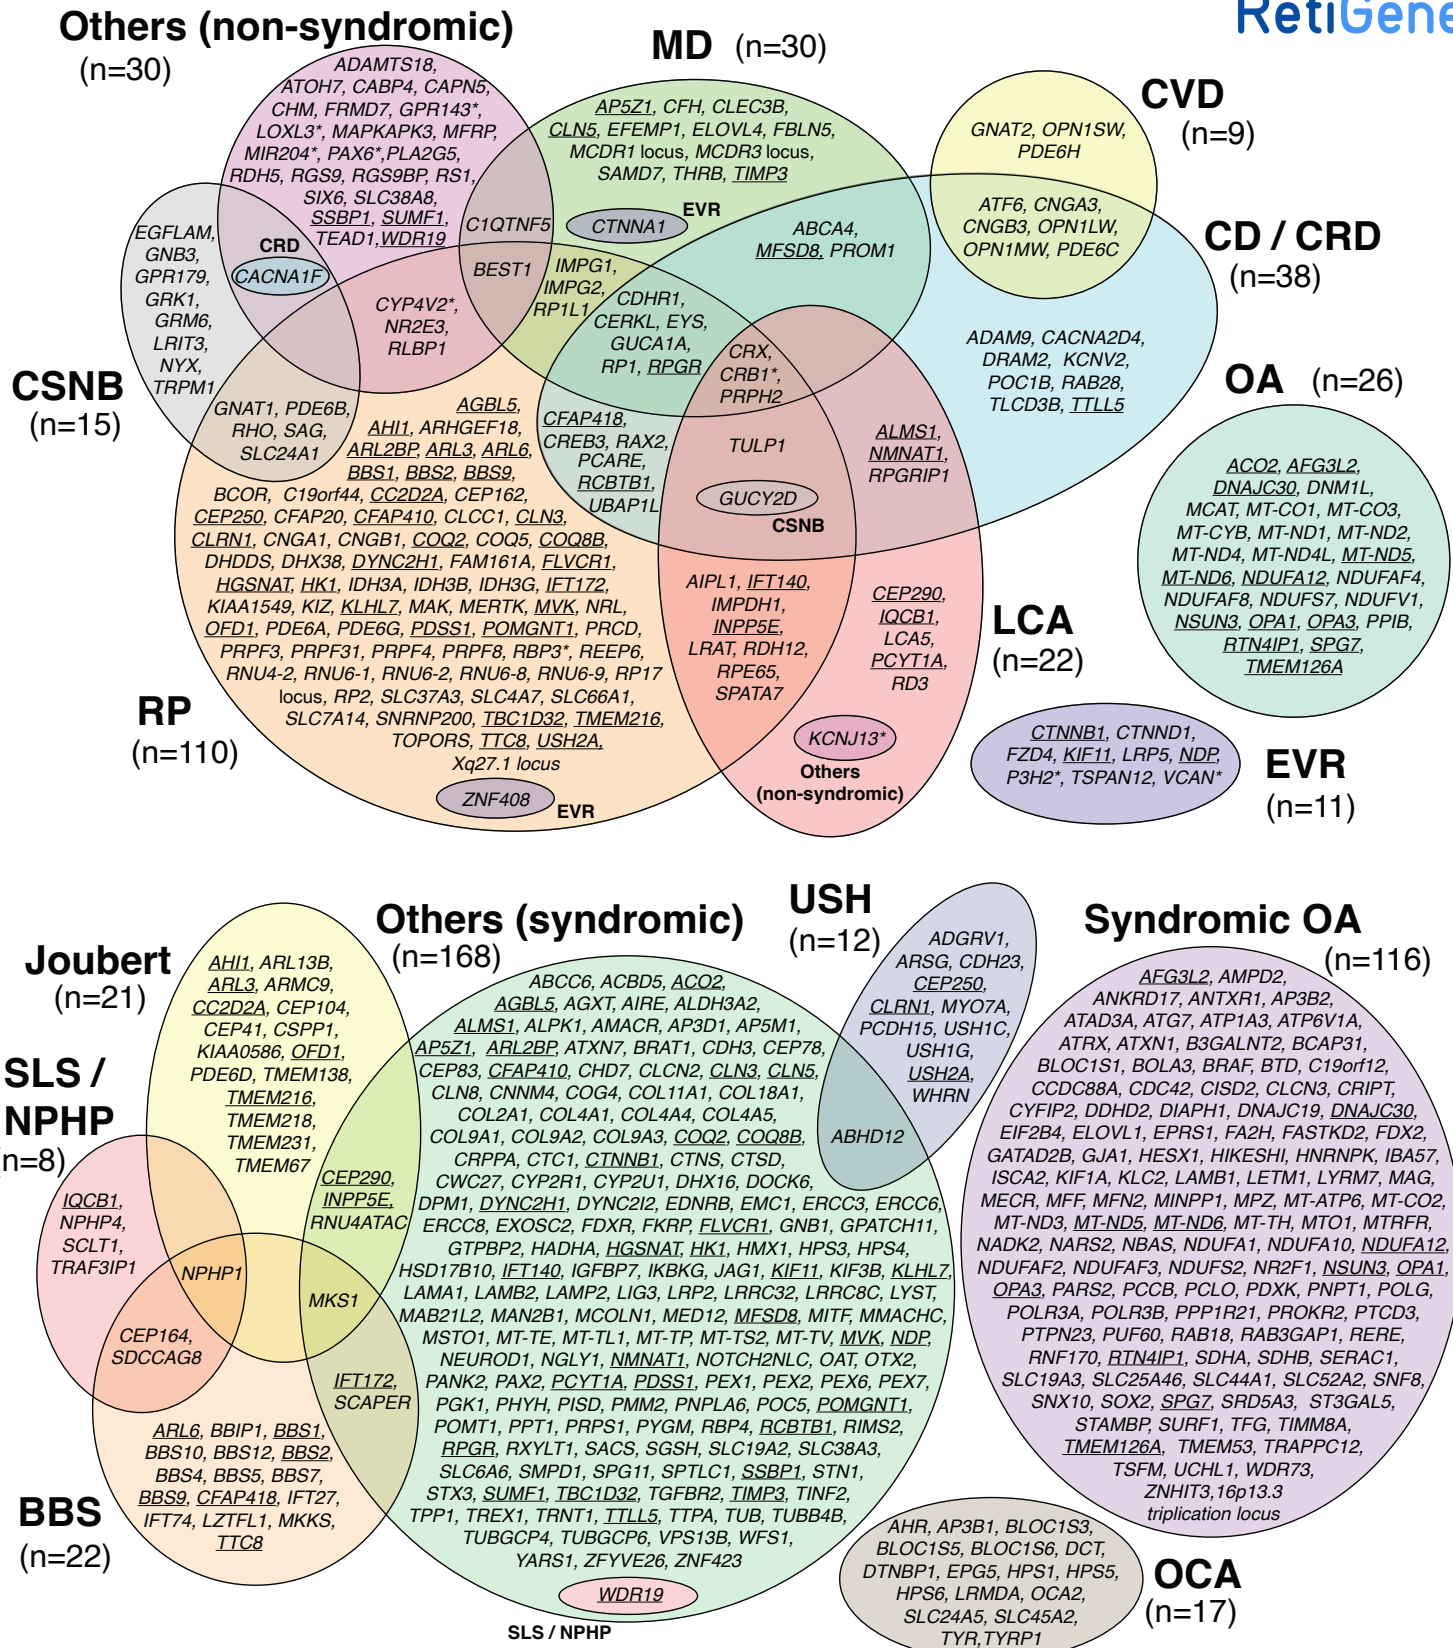 RetiGene
Others (non-syndromic)
(n=30)
ADAMTS18,
ATOH7, CABP4, CAPN5,
CHM, FRMD7, GPR143*,
LOXL3*, MAPKAPK3, MFRP,
MIR204*, PAX6*,PLA2G5,
RDH5, RGS9, RGS9BP, RS1,
SIX6, SLC38A8,
SSBP1, SUMF1,
TEAD1,WDR19
MD (n=30)
AP5Z1, CFH, CLEC3B,
CLN5, EFEMP1, ELOVL4, FBLN5,
MCDR1 locus, MCDR3 locus,
SAMD7, THRB, TIMP3
CTNNA1
EVR
C1QTNF5
BEST1
IMPG1,
IMPG2,
RP1L1
ABCA4,
MFSD8, PROM1
CVD
(n=9)
GNAT2, OPN1SW,
PDE6H
ATF6, CNGA3,
CNGB3, OPN1LW,
OPN1MW, PDE6C
CD / CRD
(n=38)
ADAM9, CACNA2D4,
DRAM2, KCNV2,
POC1B, RAB28,
TLCD3B, TTLL5
CSNB
(n=15)
EGFLAM,
GNB3,
GPR179,
GRK1,
GRM6,
LRIT3,
NYX,
TRPM1
CRD
CACNA1F
CYP4V2*,
NR2E3,
RLBP1
GNAT1, PDE6B,
RHO, SAG,
SLC24A1
CDHR1,
CERKL, EYS,
GUCA1A,
RP1, RPGR
CRX,
CRB1*,
PRPH2
CFAP418,
CREB3, RAX2,
PCARE,
RCBTB1,
UBAP1L
TULP1
GUCY2D
CSNB
ALMS1,
NMNAT1,
RPGRIP1
RP
(n=110)
AGBL5,
AHI1, ARHGEF18,
ARL2BP, ARL3, ARL6,
BBS1, BBS2, BBS9,
BCOR, C19orf44, CC2D2A, CEP162,
CEP250, CFAP20, CFAP410, CLCC1, CLN3,
CLRN1, CNGA1, CNGB1, COQ2, COQ5, COQ8B,
DHDDS, DHX38, DYNC2H1, FAM161A, FLVCR1,
HGSNAT, HK1, IDH3A, IDH3B, IDH3G, IFT172,
KIAA1549, KIZ, KLHL7, MAK, MERTK, MVK, NRL,
OFD1, PDE6A, PDE6G, PDSS1, POMGNT1, PRCD,
PRPF3, PRPF31, PRPF4, PRPF8, RBP3*, REEP6,
RNU4-2, RNU6-1, RNU6-2, RNU6-8, RNU6-9, RP17
locus, RP2, SLC37A3, SLC4A7, SLC66A1,
SLC7A14, SNRNP200, TBC1D32, TMEM216,
TOPORS, TTC8, USH2A,
Xq27.1 locus
ZNF408
EVR
AIPL1, IFT140,
IMPDH1,
INPP5E,
LRAT, RDH12,
RPE65,
SPATA7
LCA
(n=22)
CEP290,
IQCB1,
LCA5,
PCYT1A,
RD3
KCNJ13*
Others
(non-syndromic)
OA (n=26)
ACO2, AFG3L2,
DNAJC30, DNM1L,
MCAT, MT-CO1, MT-CO3,
MT-CYB, MT-ND1, MT-ND2,
MT-ND4, MT-ND4L, MT-ND5,
MT-ND6, NDUFA12, NDUFAF4,
NDUFAF8, NDUFS7, NDUFV1,
NSUN3, OPA1, OPA3, PPIB,
RTN4IP1, SPG7,
TMEM126A
EVR
(n=11)
CTNNB1, CTNND1,
FZD4, KIF11, LRP5, NDP,
P3H2*, TSPAN12, VCAN*
Joubert
(n=21)
AHI1, ARL13B,
ARL3, ARMC9,
CC2D2A, CEP104,
CEP41, CSPP1,
KIAA0586, OFD1,
PDE6D, TMEM138,
TMEM216,
TMEM218,
TMEM231,
TMEM67
CEP290,
INPP5E,
RNU4ATAC
SLS /
NPHP
n=8)
IQCB1,
NPHP4,
SCLT1,
TRAF3IP1
NPHP1
MKS1
CEP164,
SDCCAG8
IFT172,
SCAPER
BBS
(n=22)
ARL6, BBIP1, BBS1,
BBS10, BBS12, BBS2,
BBS4, BBS5, BBS7,
BBS9, CFAP418, IFT27,
IFT74, LZTFL1, MKKS,
TTC8
Others (syndromic)
(n=168)
ABCC6, ACBD5, ACO2,
AGBL5, AGXT, AIRE, ALDH3A2,
ALMS1, ALPK1, AMACR, AP3D1, AP5M1,
AP5Z1, ARL2BP, ATXN7, BRAT1, CDH3, CEP78,
CEP83, CFAP410, CHD7, CLCN2, CLN3, CLN5,
CLN8, CNNM4, COG4, COL11A1, COL18A1,
COL2A1, COL4A1, COL4A4, COL4A5,
COL9A1, COL9A2, COL9A3, COQ2, COQ8B,
CRPPA, CTC1, CTNNB1, CTNS, CTSD,
CWC27, CYP2R1, CYP2U1, DHX16, DOCK6,
DPM1, DYNC2H1, DYNC2I2, EDNRB, EMC1, ERCC3, ERCC6,
ERCC8, EXOSC2, FDXR, FKRP, FLVCR1, GNB1, GPATCH11,
GTPBP2, HADHA, HGSNAT, HK1, HMX1, HPS3, HPS4,
HSD17B10, IFT140, IGFBP7, IKBKG, JAG1, KIF11, KIF3B, KLHL7,
LAMA1, LAMB2, LAMP2, LIG3, LRP2, LRRC32, LRRC8C, LYST,
MAB21L2, MAN2B1, MCOLN1, MED12, MFSD8, MITF, MMACHC,
MSTO1, MT-TE, MT-TL1, MT-TP, MT-TS2, MT-TV, MVK, NDP,
NEUROD1, NGLY1, NMNAT1, NOTCH2NLC, OAT, OTX2,
PANK2, PAX2, PCYT1A, PDSS1, PEX1, PEX2, PEX6, PEX7,
PGK1, PHYH, PISD, PMM2, PNPLA6, POC5, POMGNT1,
POMT1, PPT1, PRPS1, PYGM, RBP4, RCBTB1, RIMS2,
RPGR, RXYLT1, SACS, SGSH, SLC19A2, SLC38A3,
SLC6A6, SMPD1, SPG11, SPTLC1, SSBP1, STN1,
STX3, SUMF1, TBC1D32, TGFBR2, TIMP3, TINF2,
TPP1, TREX1, TRNT1, TTLL5, TTPA, TUB, TUBB4B,
TUBGCP4, TUBGCP6, VPS13B, WFS1,
YARS1, ZFYVE26, ZNF423
WDR19
SLS / NPHP
USH
(n=12)
ADGRV1,
ARSG, CDH23,
CEP250,
CLRN1, MYO7A,
PCDH15, USH1C,
USH1G,
USH2A,
WHRN
ABHD12
Syndromic OA
(n=116)
AFG3L2, AMPD2,
ANKRD17, ANTXR1, AP3B2,
ATAD3A, ATG7, ATP1A3, ATP6V1A,
ATRX, ATXN1, B3GALNT2, BCAP31,
BLOC1S1, BOLA3, BRAF, BTD, C19orf12,
CCDC88A, CDC42, CISD2, CLCN3, CRIPT,
CYFIP2, DDHD2, DIAPH1, DNAJC19, DNAJC30,
EIF2B4, ELOVL1, EPRS1, FA2H, FASTKD2, FDX2,
GATAD2B, GJA1, HESX1, HIKESHI, HNRNPK, IBA57,
ISCA2, KIF1A, KLC2, LAMB1, LETM1, LYRM7, MAG,
MECR, MFF, MFN2, MINPP1, MPZ, MT-ATP6, MT-CO2,
MT-ND3, MT-ND5, MT-ND6, MT-TH, MTO1, MTRFR,
NADK2, NARS2, NBAS, NDUFA1, NDUFA10, NDUFA12,
NDUFAF2, NDUFAF3, NDUFS2, NR2F1, NSUN3, OPA1,
OPA3, PARS2, PCCB, PCLO, PDXK, PNPT1, POLG,
POLR3A, POLR3B, PPP1R21, PROKR2, PTCD3,
PTPN23, PUF60, RAB18, RAB3GAP1, RERE,
RNF170, RTN4IP1, SDHA, SDHB, SERAC1,
SLC19A3, SLC25A46, SLC44A1, SLC52A2, SNF8,
SNX10, SOX2, SPG7, SRD5A3, ST3GAL5,
STAMBP, SURF1, TFG, TIMM8A,
TMEM126A, TMEM53, TRAPPC12,
TSFM, UCHL1, WDR73,
ZNHIT3,16p13.3
triplication locus
OCA
(n=17)
AHR, AP3B1, BLOC1S3,
BLOC1S5, BLOC1S6, DCT,
DTNBP1, EPG5, HPS1, HPS5,
HPS6, LRMDA, OCA2,
SLC24A5, SLC45A2,
TYR,TYRP1